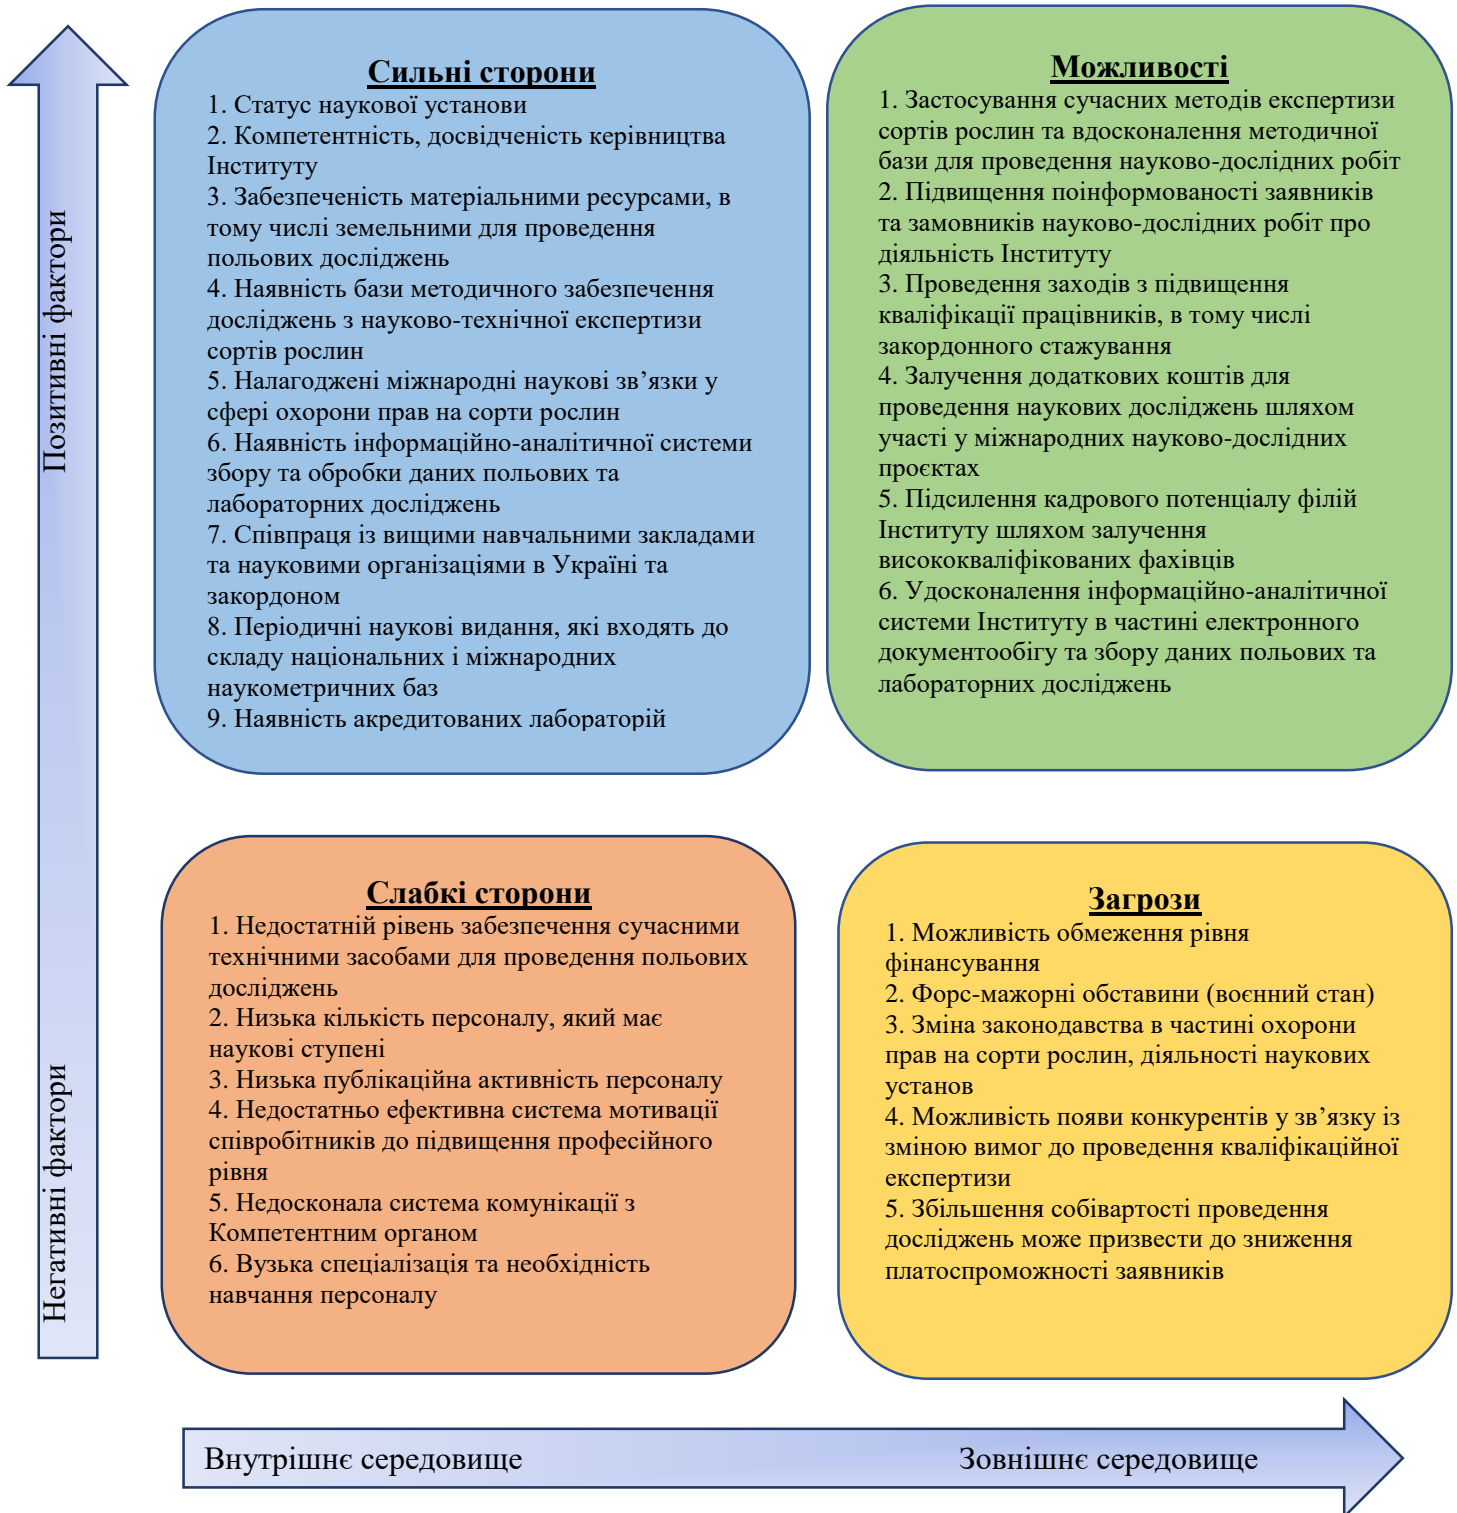 Позитивні фактори
Негативні фактори
Сильні сторони
1. Статус наукової установи
2. Компетентність, досвідченість керівництва
Інституту
3. Забезпеченість матеріальними ресурсами, в
тому числі земельними для проведення
польових досліджень
4. Наявність бази методичного забезпечення
досліджень з науково-технічної експертизи
сортів рослин
5. Налагоджені міжнародні наукові зв’язки у
сфері охорони прав на сорти рослин
6. Наявність інформаційно-аналітичної системи
збору та обробки даних польових та
лабораторних досліджень
7. Співпраця із вищими навчальними закладами
та науковими організаціями в Україні та
закордоном
8. Періодичні наукові видання, які входять до
складу національних і міжнародних
наукометричних баз
9. Наявність акредитованих лабораторій
Можливості
1. Застосування сучасних методів експертизи
сортів рослин та вдосконалення методичної
бази для проведення науково-дослідних робіт
2. Підвищення поінформованості заявників
та замовників науково-дослідних робіт про
діяльність Інституту
3. Проведення заходів з підвищення
кваліфікації працівників, в тому числі
закордонного стажування
4. Залучення додаткових коштів для
проведення наукових досліджень шляхом
участі у міжнародних науково-дослідних
проєктах
5. Підсилення кадрового потенціалу філій
Інституту шляхом залучення
висококваліфікованих фахівців
6. Удосконалення інформаційно-аналітичної
системи Інституту в частині електронного
документообігу та збору даних польових та
лабораторних досліджень
Слабкі сторони
1. Недостатній рівень забезпечення сучасними
технічними засобами для проведення польових
досліджень
2. Низька кількість персоналу, який має
наукові ступені
3. Низька публікаційна активність персоналу
4. Недостатньо ефективна система мотивації
співробітників до підвищення професійного
рівня
5. Недосконала система комунікації з
Компетентним органом
6. Вузька спеціалізація та необхідність
навчання персоналу
Загрози
1. Можливість обмеження рівня
фінансування
2. Форс-мажорні обставини (воєнний стан)
3. Зміна законодавства в частині охорони
прав на сорти рослин, діяльності наукових
установ
4. Можливість появи конкурентів у зв’язку із
зміною вимог до проведення кваліфікаційної
експертизи
5. Збільшення собівартості проведення
досліджень може призвести до зниження
платоспроможності заявників
Внутрішнє середовище
Зовнішнє середовище